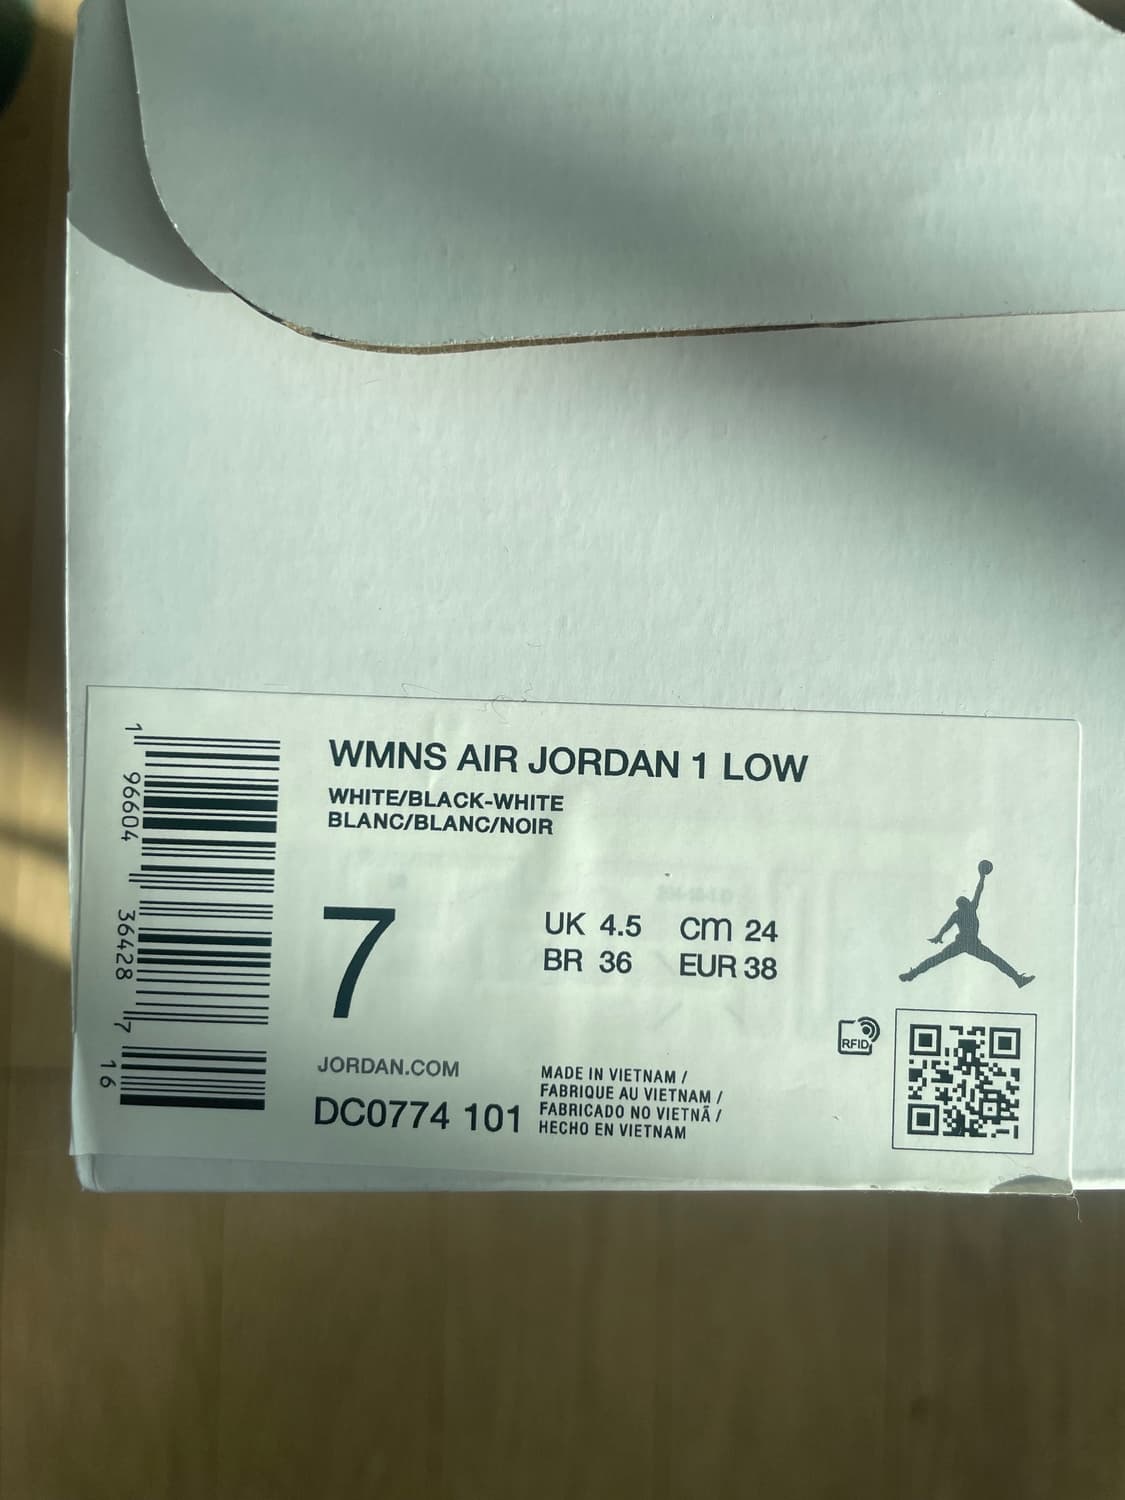 WMNS AIR JORDAN 1 LOW
WHITE/BLACK-WHITE
BLANC/BLANC/NOIR
7
UK 4.5 cm 24
BR 36 EUR 38
JORDAN.COM
DC0774 101
MADE IN VIETNAM /
FABRIQUE AU VIETNAM /
FABRICADO NO VIETNÃ /
HECHO EN VIETNAM
RFID
1 96604 36428 7 16